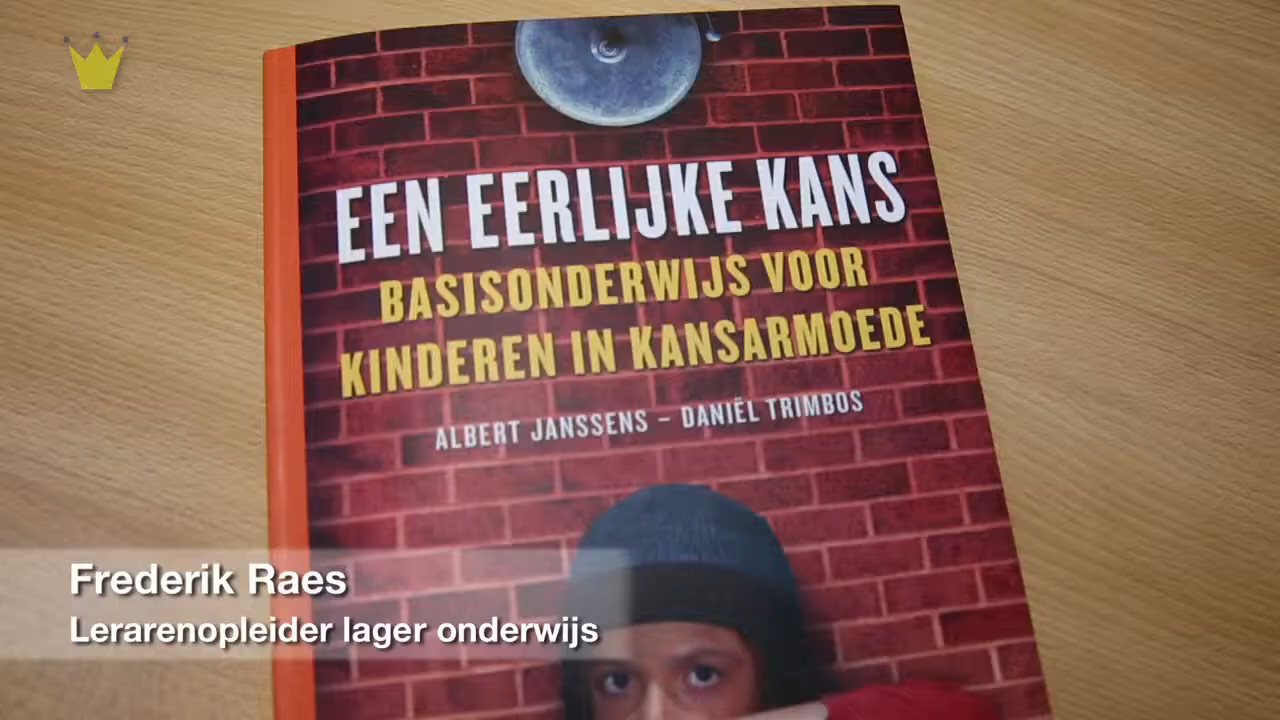 EEN EERLIJKE KANS
BASISONDERWIJS VOOR
KINDEREN IN KANSARMOEDE
ALBERT JANSSENS – DANIËL TRIMBOS
Frederik Raes
Lerarenopleider lager onderwijs